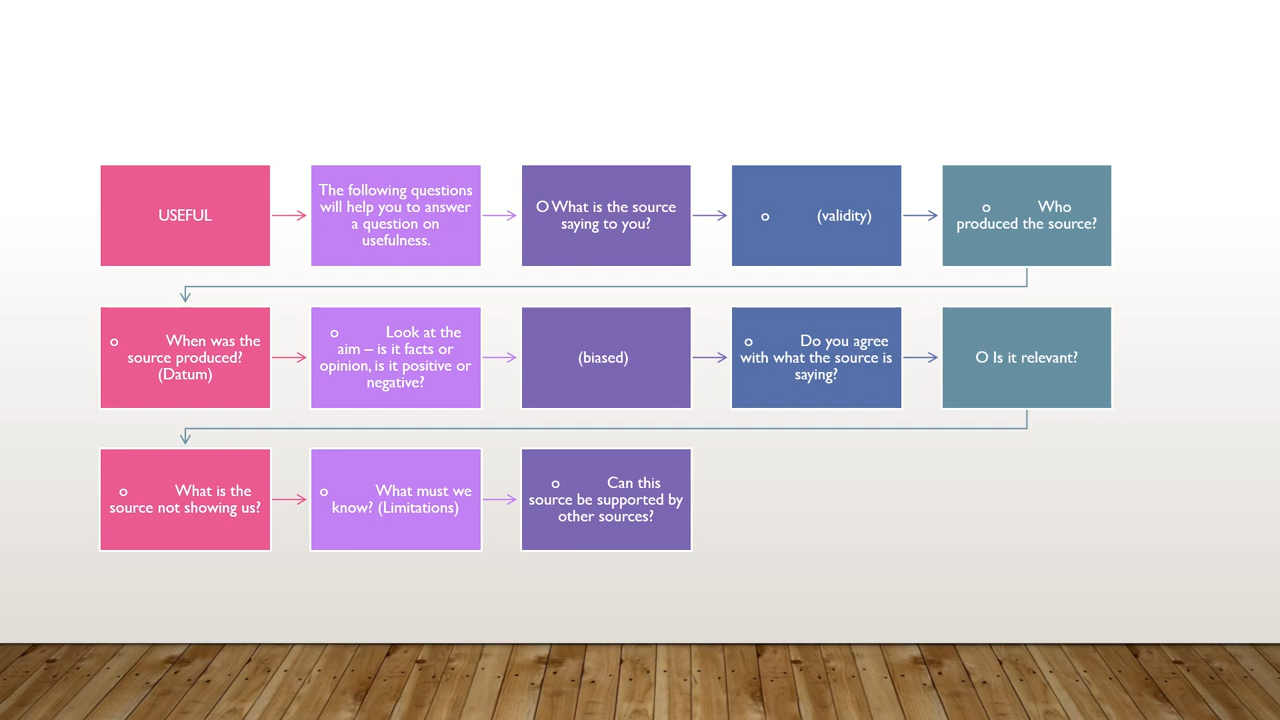 USEFUL
The following questions
will help you to answer
a question on
usefulness.
O What is the source
saying to you?
o (validity)
o Who
produced the source?
o When was the
source produced?
(Datum)
o Look at the
aim – is it facts or
opinion, is it positive or
negative?
(biased)
o Do you agree
with what the source is
saying?
O Is it relevant?
o What is the
source not showing us?
o What must we
know? (Limitations)
o Can this
source be supported by
other sources?